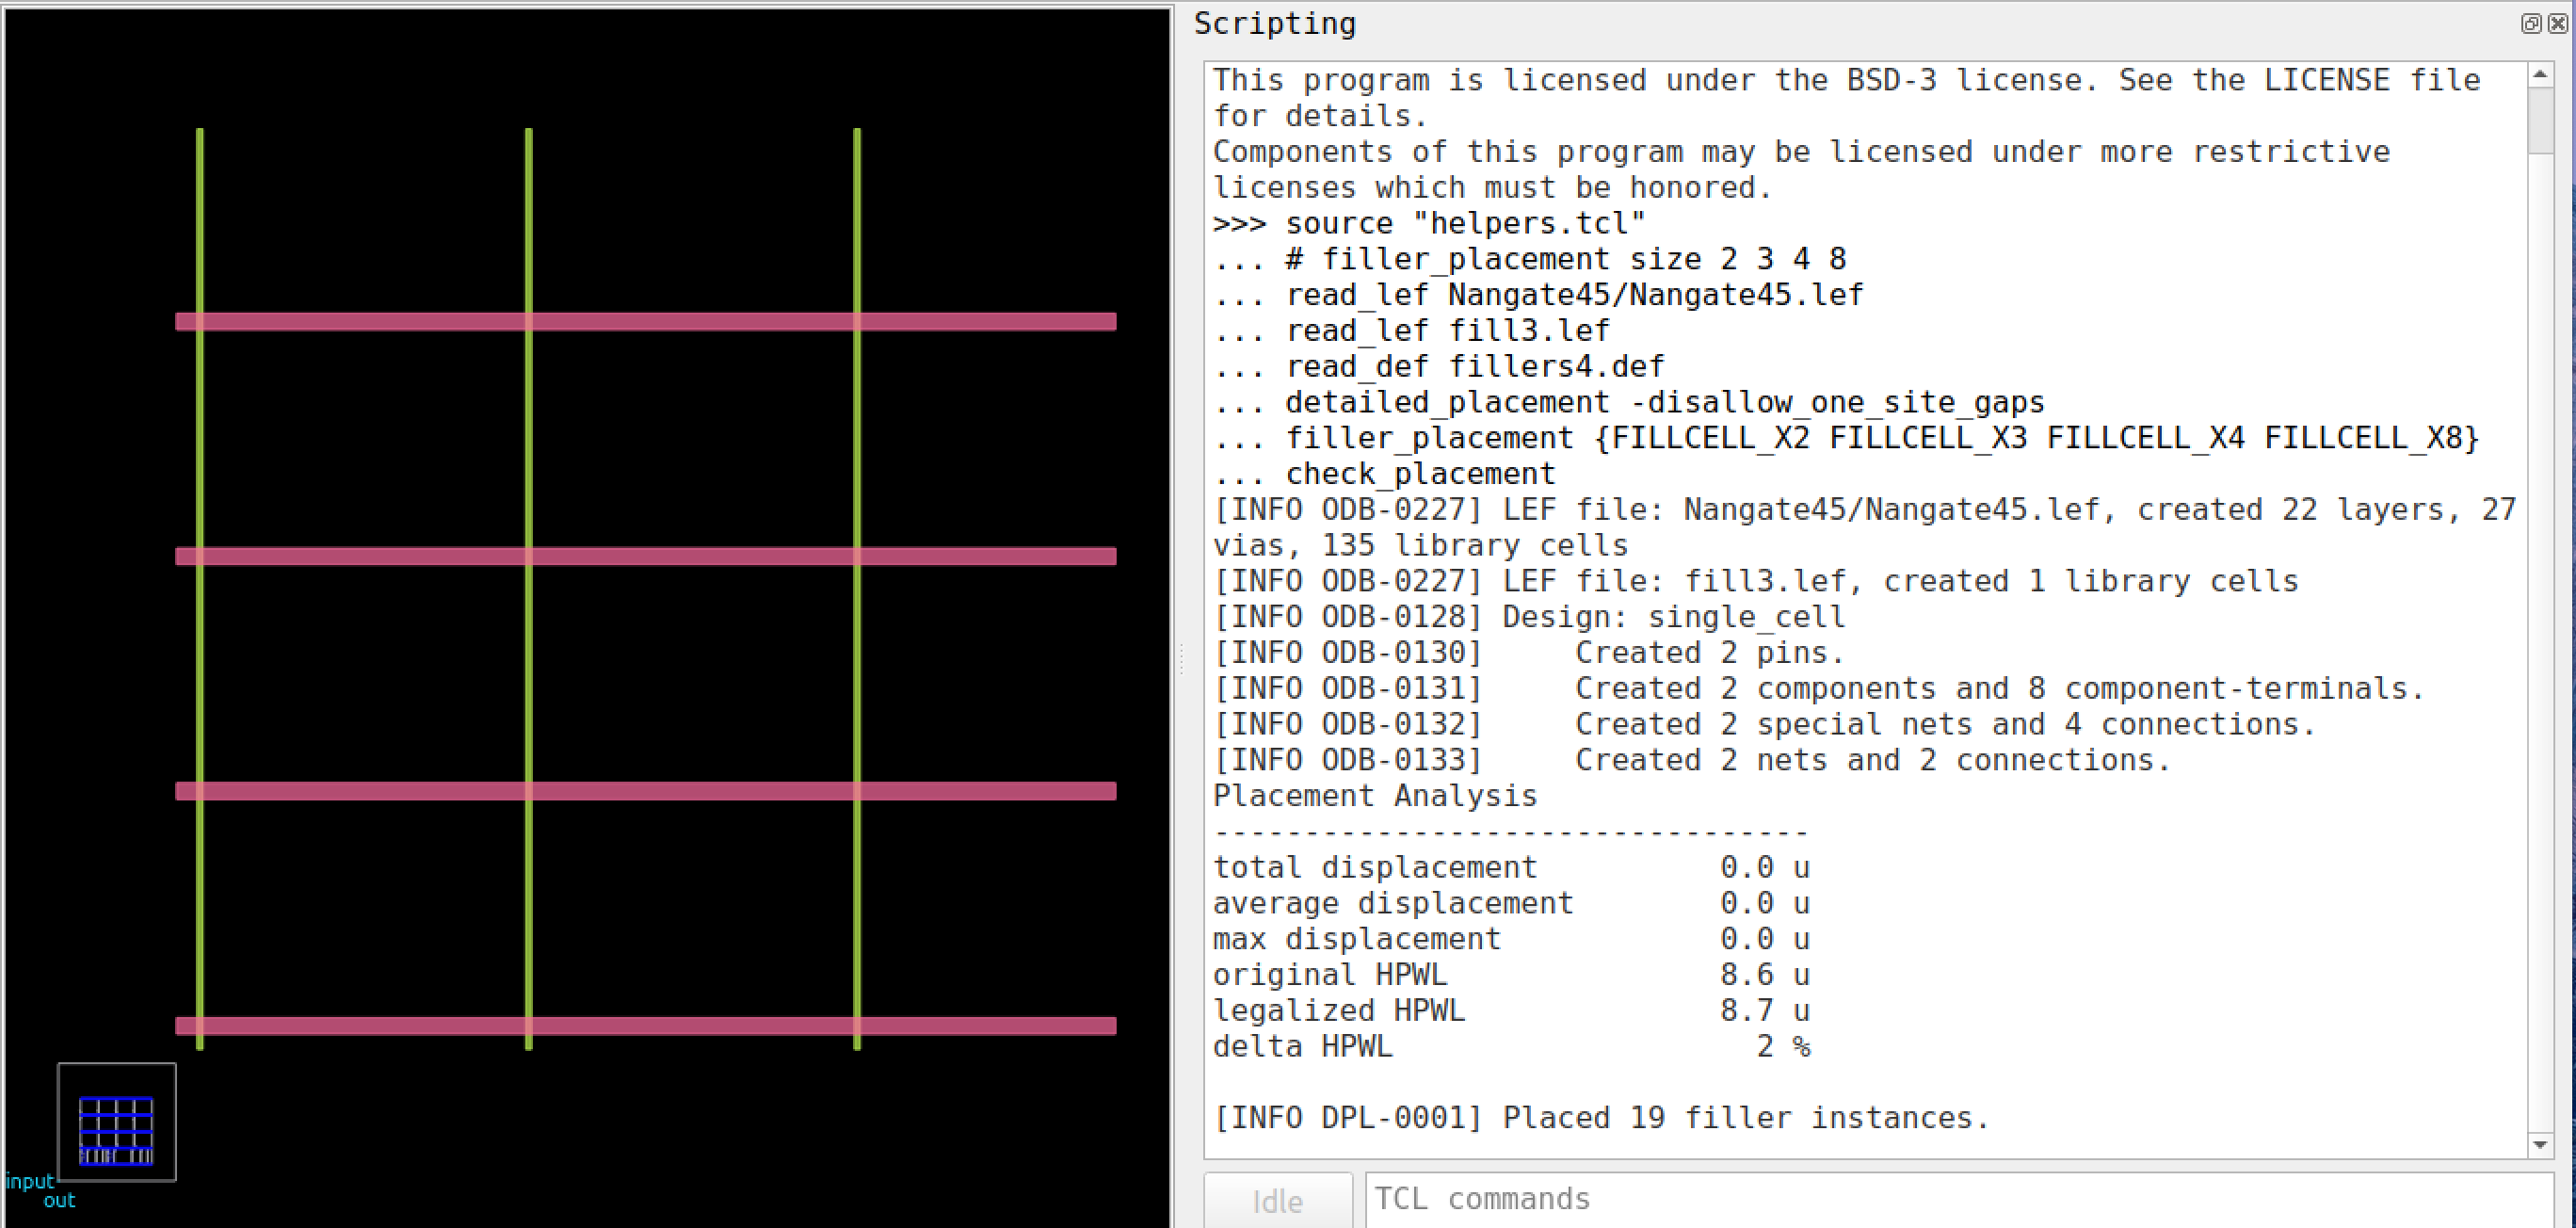 Scripting
This program is licensed under the BSD-3 license. See the LICENSE file
for details.
Components of this program may be licensed under more restrictive
licenses which must be honored.
>>> source "helpers.tcl"
... # filler_placement size 2 3 4 8
... read_lef Nangate45/Nangate45.lef
... read_lef fill3.lef
... read_def fillers4.def
... detailed_placement -disallow_one_site_gaps
... filler_placement {FILLCELL_X2 FILLCELL_X3 FILLCELL_X4 FILLCELL_X8}
... check_placement
[INFO ODB-0227] LEF file: Nangate45/Nangate45.lef, created 22 layers, 27
vias, 135 library cells
[INFO ODB-0227] LEF file: fill3.lef, created 1 library cells
[INFO ODB-0128] Design: single_cell
[INFO ODB-0130]     Created 2 pins.
[INFO ODB-0131]     Created 2 components and 8 component-terminals.
[INFO ODB-0132]     Created 2 special nets and 4 connections.
[INFO ODB-0133]     Created 2 nets and 2 connections.
Placement Analysis
---------------------------------
total displacement          0.0 u
average displacement        0.0 u
max displacement            0.0 u
original HPWL               8.6 u
legalized HPWL              8.7 u
delta HPWL                    2 %
[INFO DPL-0001] Placed 19 filler instances.
Idle
TCL commands
input
out